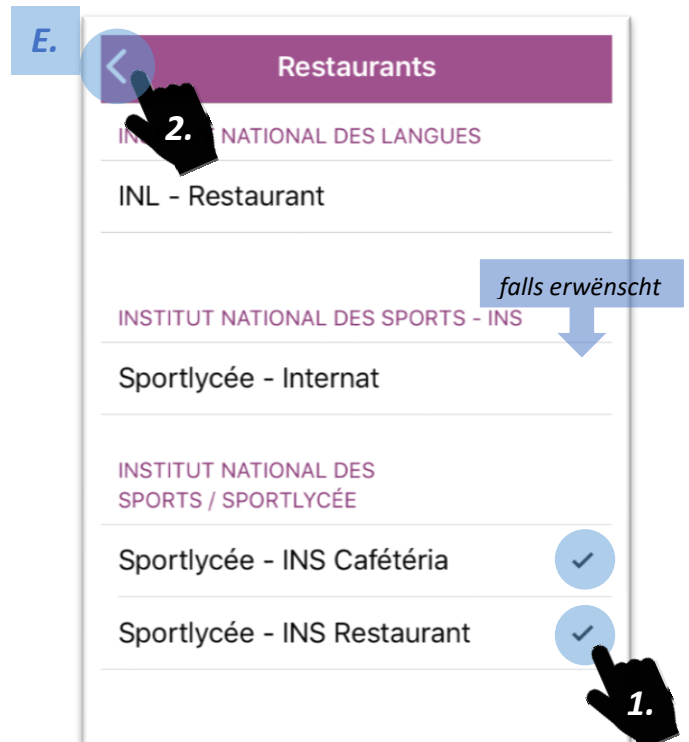 E.
Restaurants
2.
NATIONAL DES LANGUES
INL - Restaurant
falls erwënscht
INSTITUT NATIONAL DES SPORTS - INS
Sportlycée - Internat
INSTITUT NATIONAL DES
SPORTS / SPORTLYCÉE
Sportlycée - INS Cafétéria
Sportlycée - INS Restaurant
1.